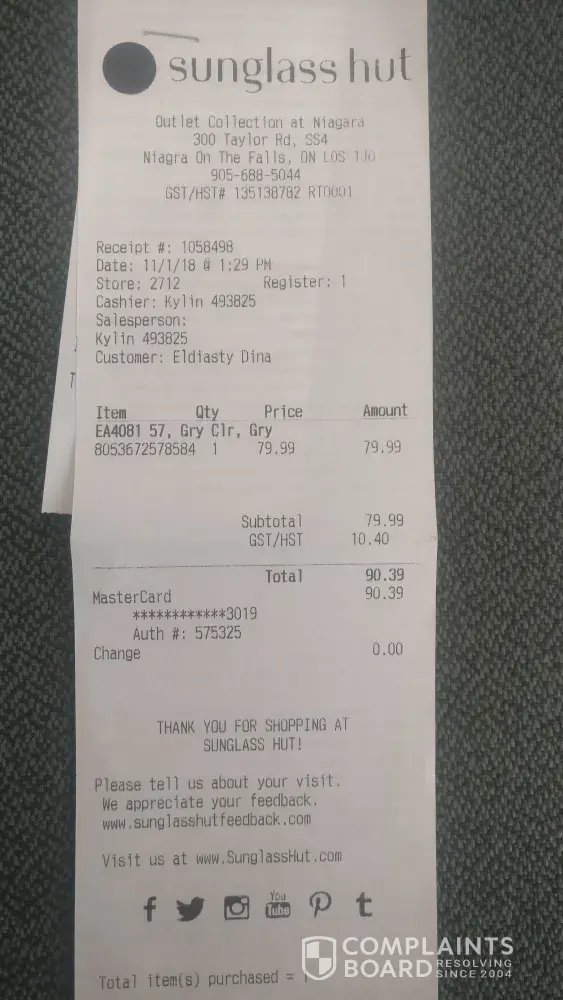 sunglass hut
Outlet Collection at Niagara
300 Taylor Rd, SS4
Niagra On The Falls, ON LOS 1J0
905-688-5044
GST/HST# 135138782 RT0001
Receipt #: 1058498
Date: 11/1/18 @ 1:29 PM
Store: 2712 Register: 1
Cashier: Kylin 493825
Salesperson:
Kylin 493825
Customer: Eldiasty Dina
Item Qty Price Amount
EA4081 57, Gry Clr, Gry
8053672578584 1 79.99 79.99
Subtotal 79.99
GST/HST 10.40
Total 90.39
MasterCard 90.39
************3019
Auth #: 575325
Change 0.00
THANK YOU FOR SHOPPING AT
SUNGLASS HUT!
Please tell us about your visit.
We appreciate your feedback.
www.sunglasshutfeedback.com
Visit us at www.SunglassHut.com
f You Tube t
Total item(s) purchased =
COMPLAINTS
BOARD RESOLVING SINCE 2004